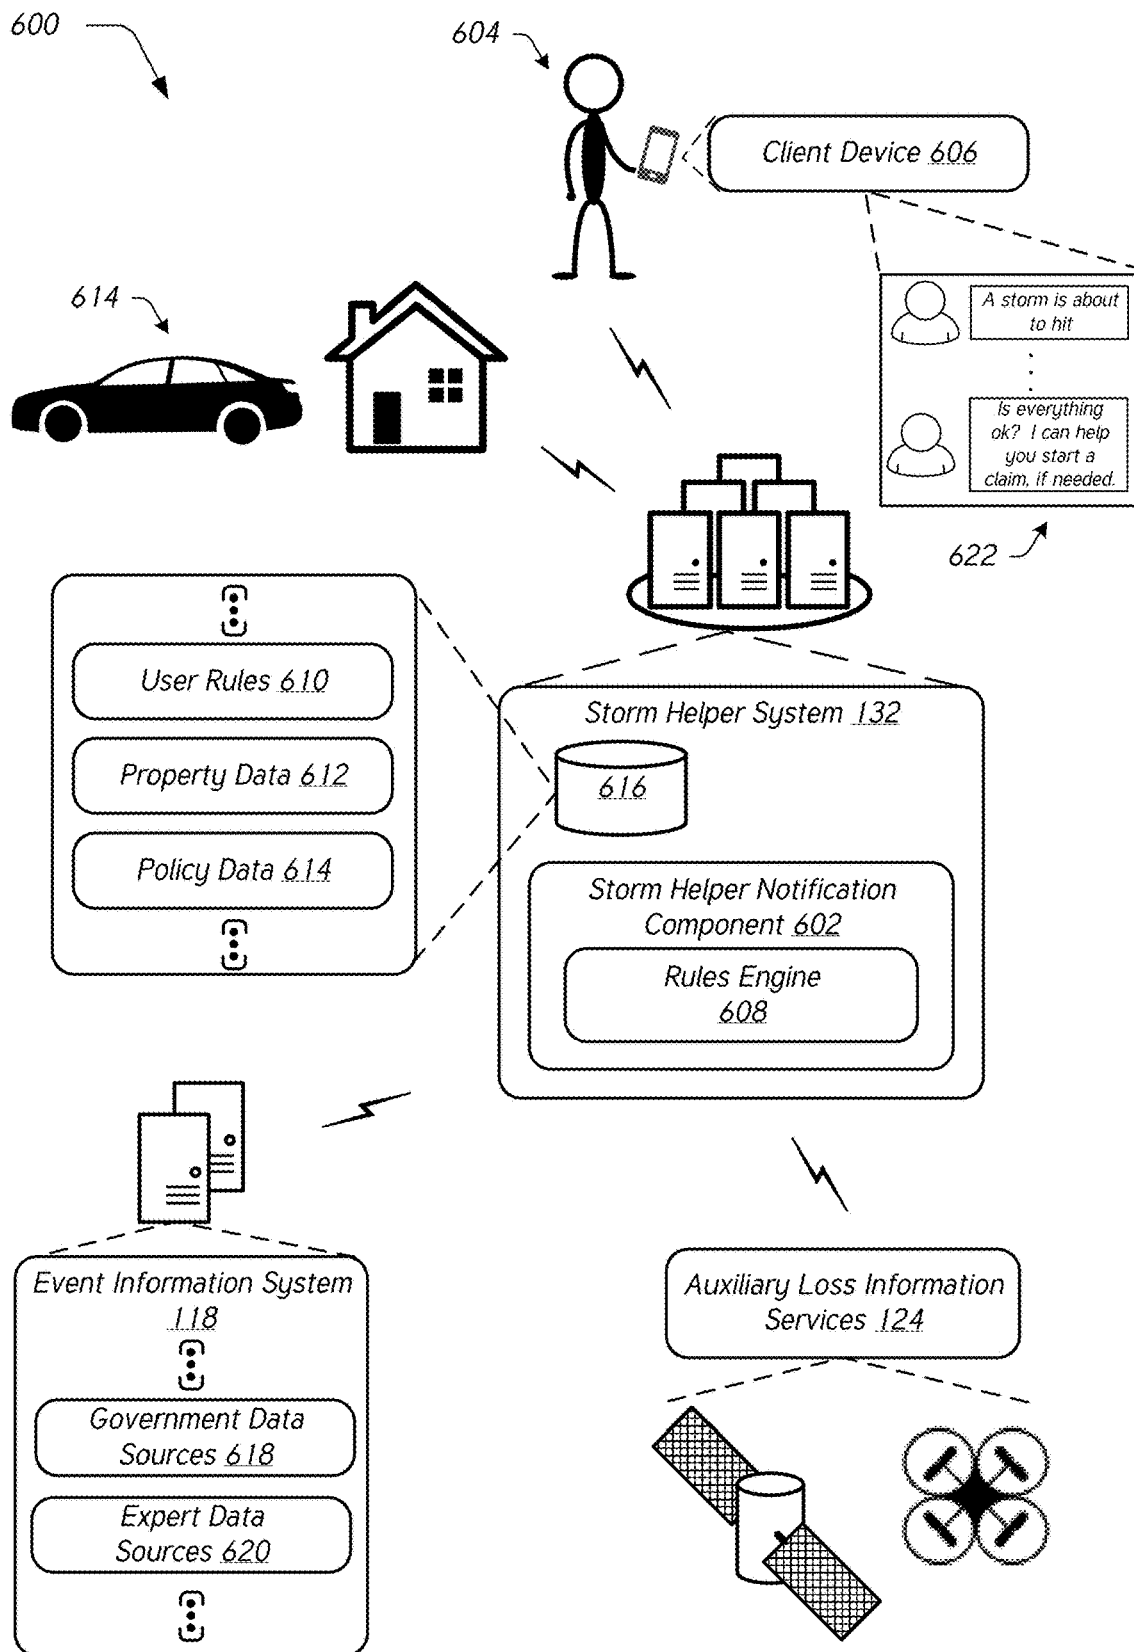 600
604
Client Device 606
614
A storm is about
to hit
Is everything
ok? I can help
you start a
claim, if needed.
622
User Rules 610
Property Data 612
Policy Data 614
Storm Helper System 132
616
Storm Helper Notification
Component 602
Rules Engine
608
Event Information System
118
Government Data
Sources 618
Expert Data
Sources 620
Auxiliary Loss Information
Services 124